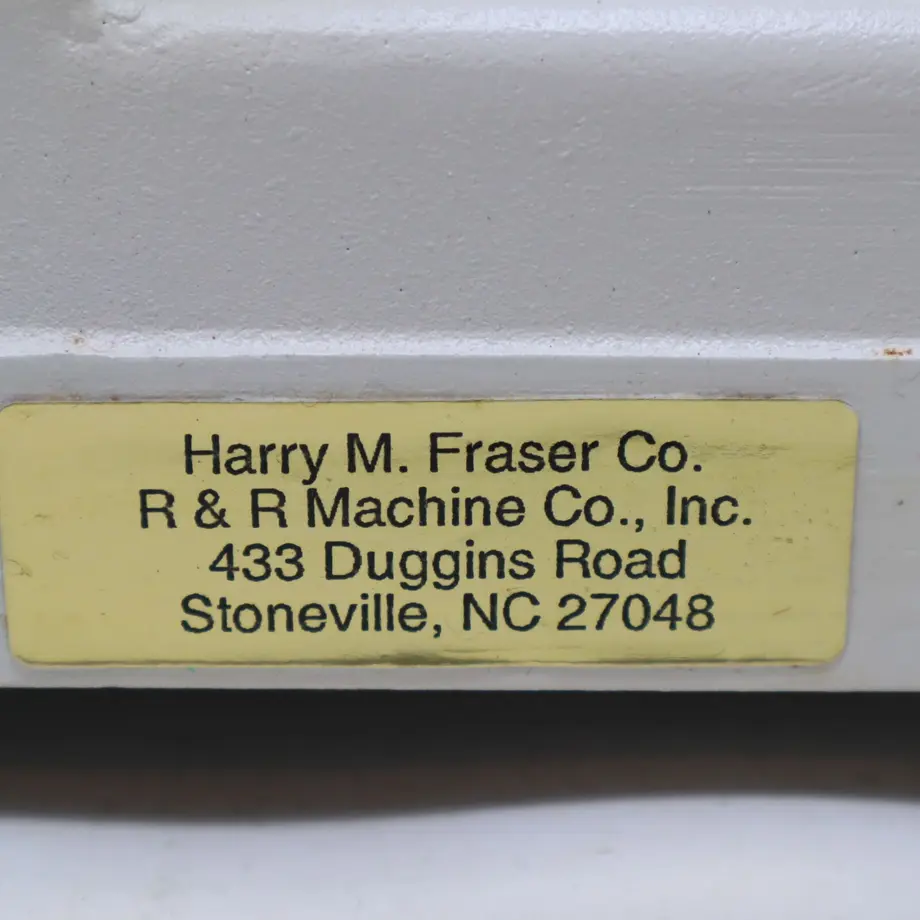 Harry M. Fraser Co.
R & R Machine Co., Inc.
433 Duggins Road
Stoneville, NC 27048